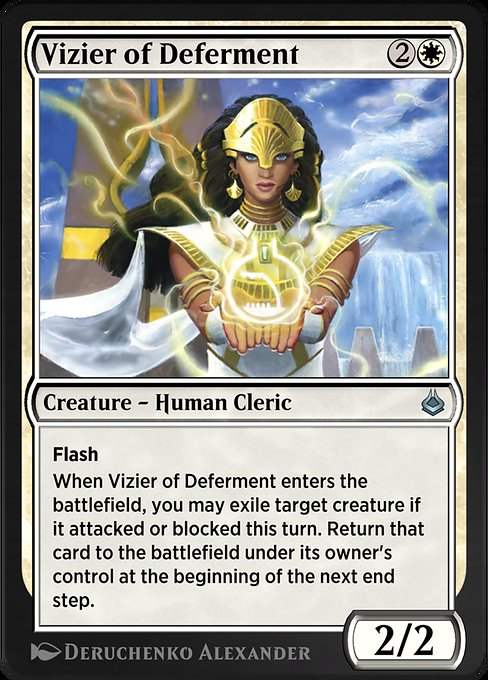 Vizier of Deferment 2
Creature – Human Cleric
Flash
When Vizier of Deferment enters the
battlefield, you may exile target creature if
it attacked or blocked this turn. Return that
card to the battlefield under its owner's
control at the beginning of the next end
step.
2/2
Deruchenko Alexander